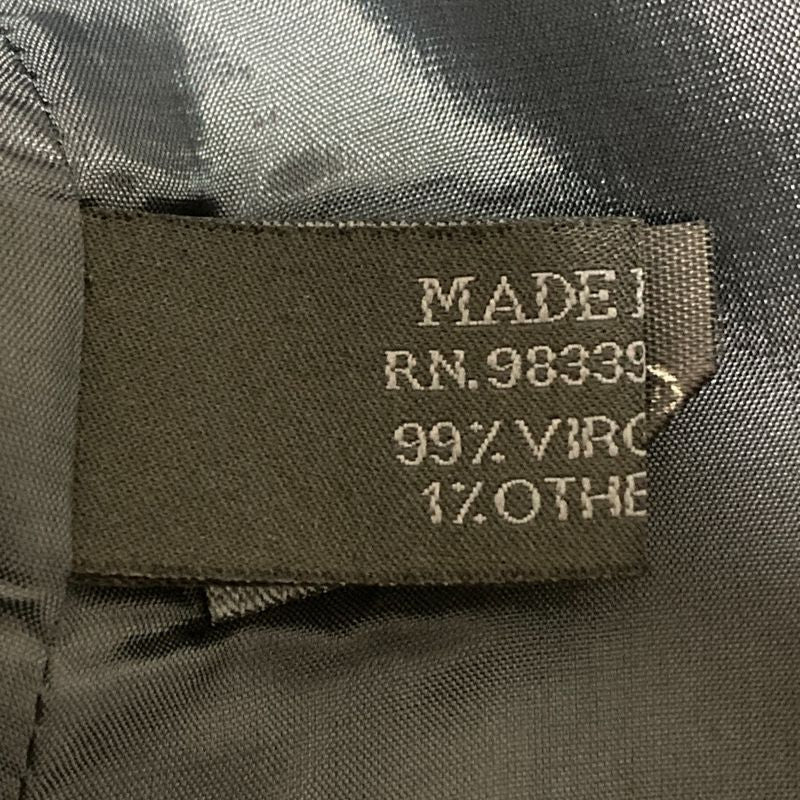 MADE
RN.98339
99% VIRG
1% OTHE